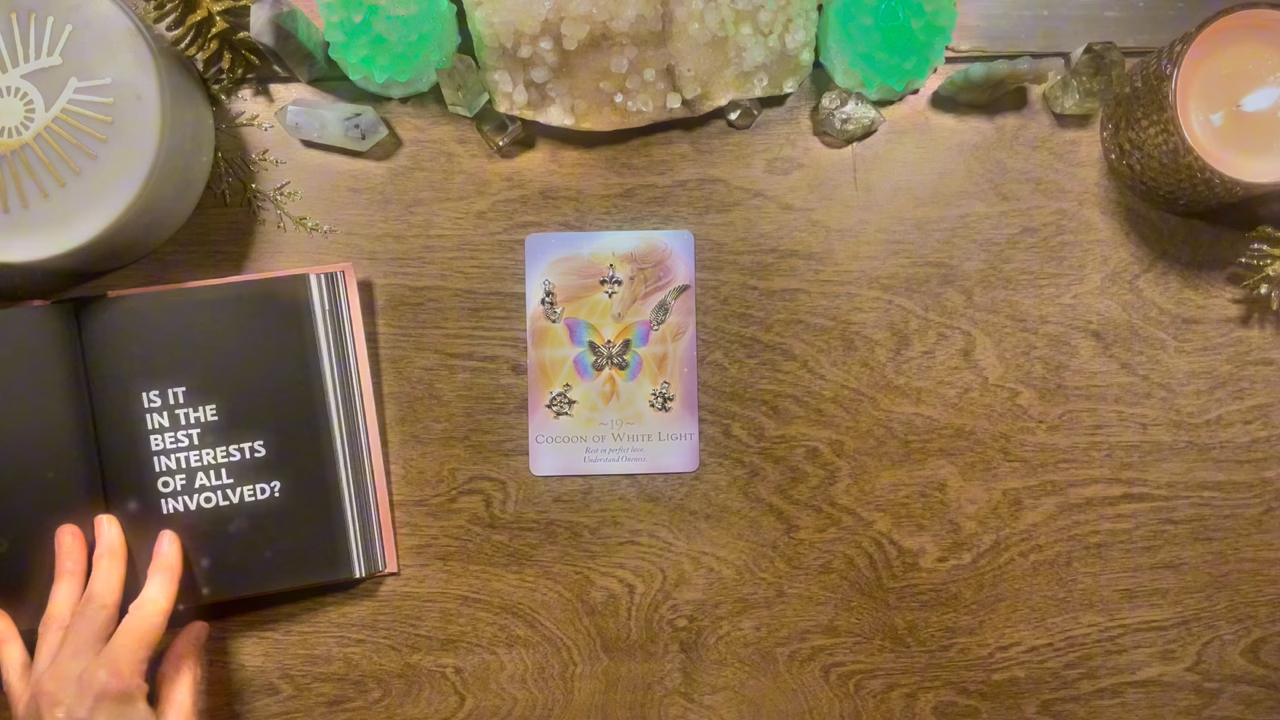 IS IT
IN THE
BEST
INTERESTS
OF ALL
INVOLVED?
~19~
COCOON OF WHITE LIGHT
Rest in perfect love.
Understand Oneness.